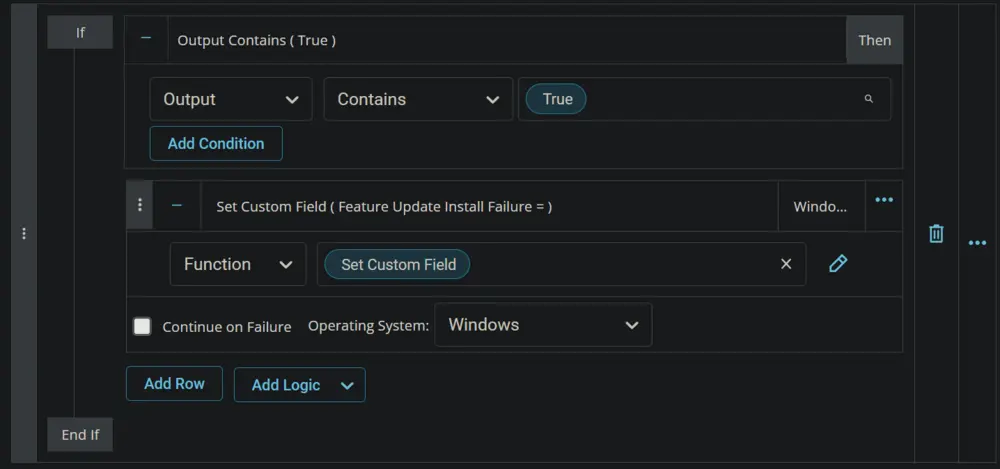 If
Output Contains ( True )
Then
Output
Contains
True
Add Condition
Set Custom Field ( Feature Update Install Failure = )
Windo...
Function
Set Custom Field
Continue on Failure
Operating System:
Windows
Add Row
Add Logic
End If